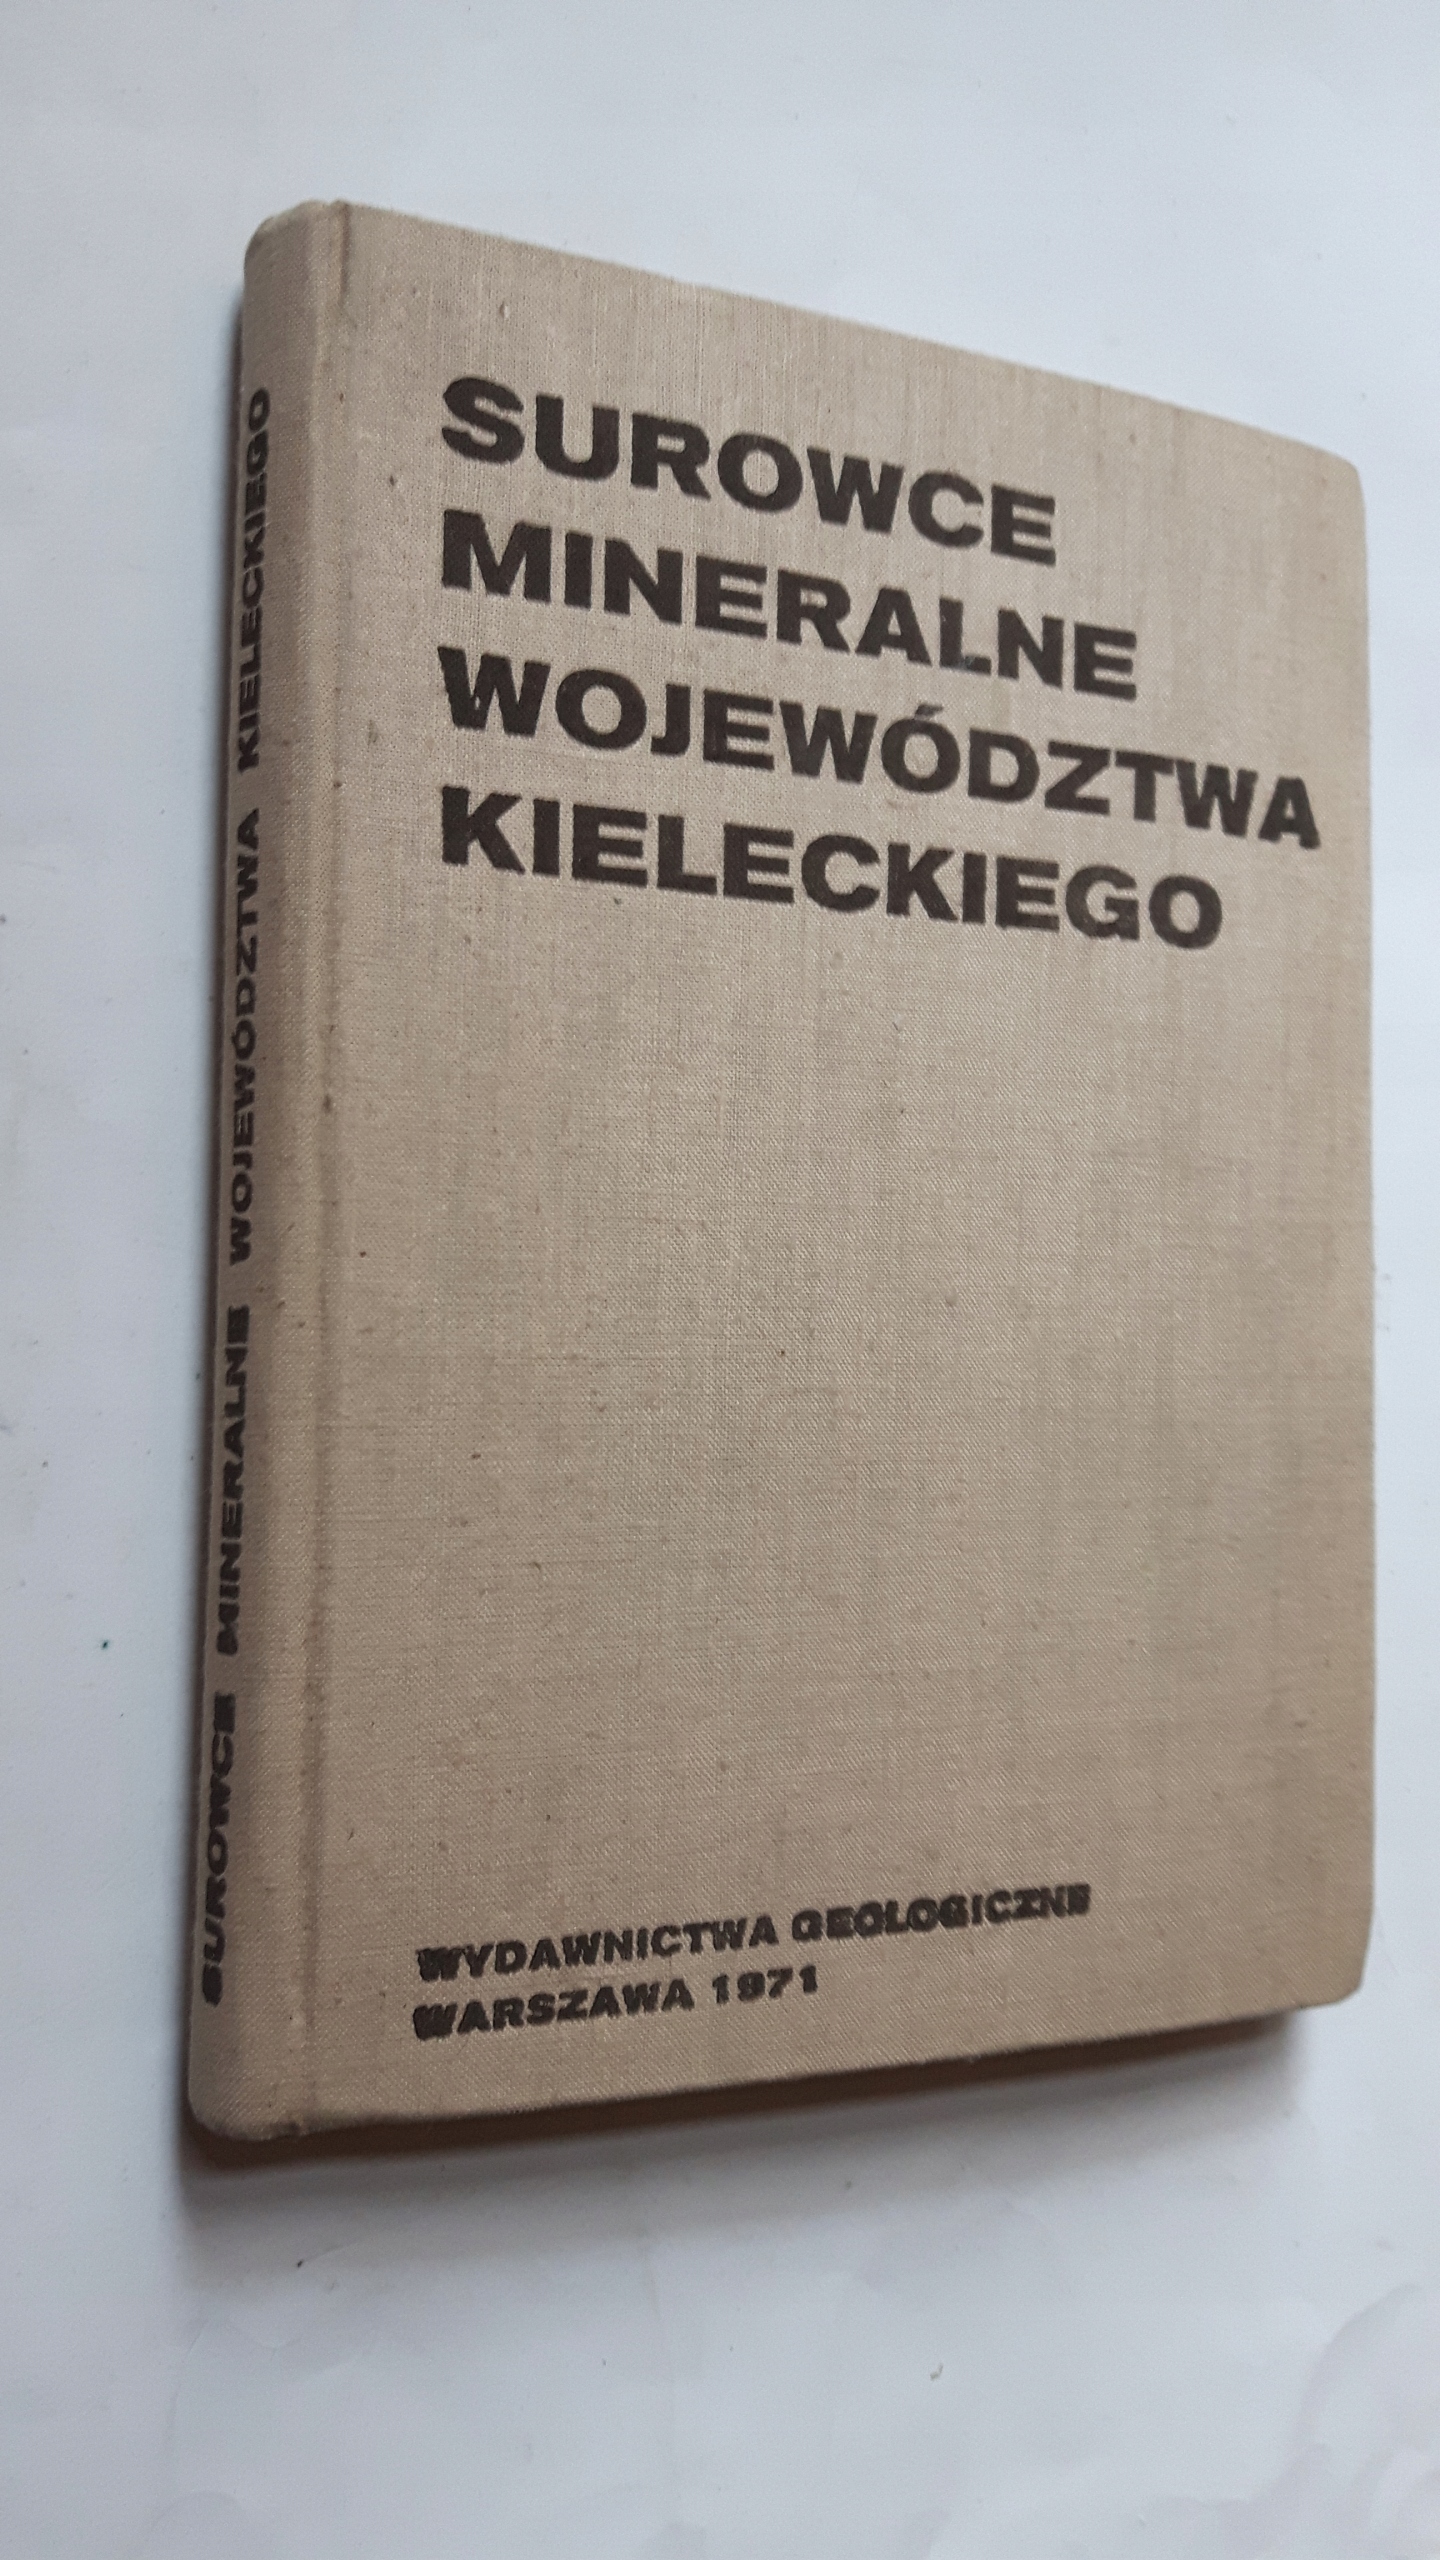 SUROWCE
MINERALNE
WOJEWÓDZTWA
KIELECKIEGO
WYDAWNICTWA GEOLOGICZNE
WARSZAWA 1971
SUROWCE MINERALNE WOJEWÓDZTWA KIELECKIEGO